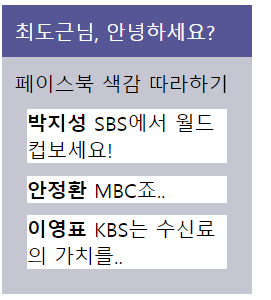 최도근님, 안녕하세요?
페이스북 색감 따라하기
박지성 SBS에서 월드
컵보세요!
안정환 MBC죠..
이영표 KBS는 수신료
의 가치를..